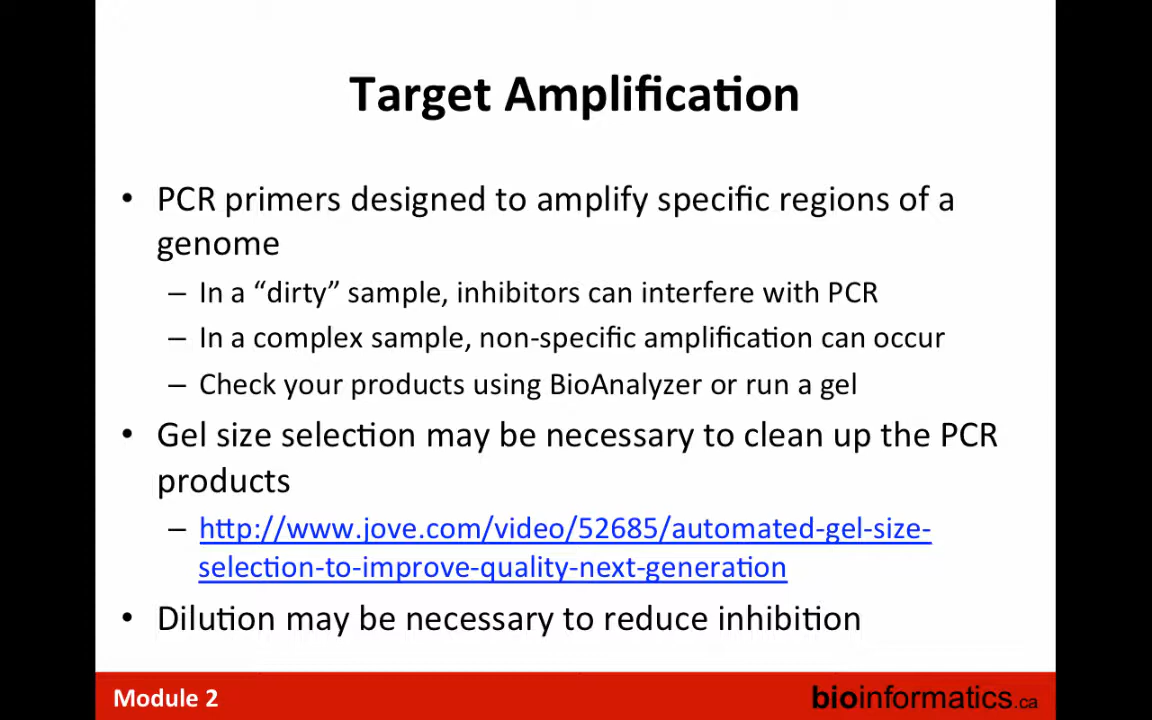 Target Amplification
• PCR primers designed to amplify specific regions of a
genome
– In a “dirty” sample, inhibitors can interfere with PCR
– In a complex sample, non-specific amplification can occur
– Check your products using BioAnalyzer or run a gel
• Gel size selection may be necessary to clean up the PCR
products
– http://www.jove.com/video/52685/automated-gel-size-
selection-to-improve-quality-next-generation
• Dilution may be necessary to reduce inhibition
Module 2
bioinformatics.ca